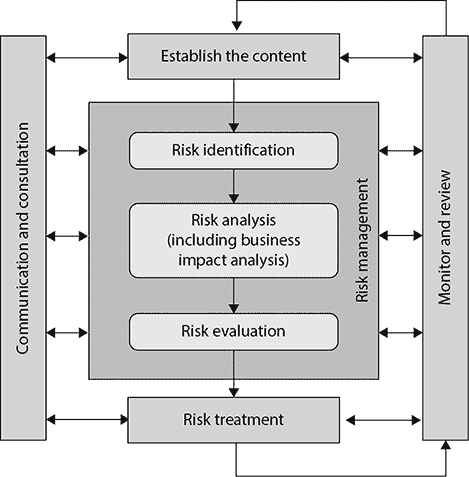 Establish the content
Communication and consultation
Risk identification
Risk analysis
(including business
impact analysis)
Risk evaluation
Risk management
Monitor and review
Risk treatment